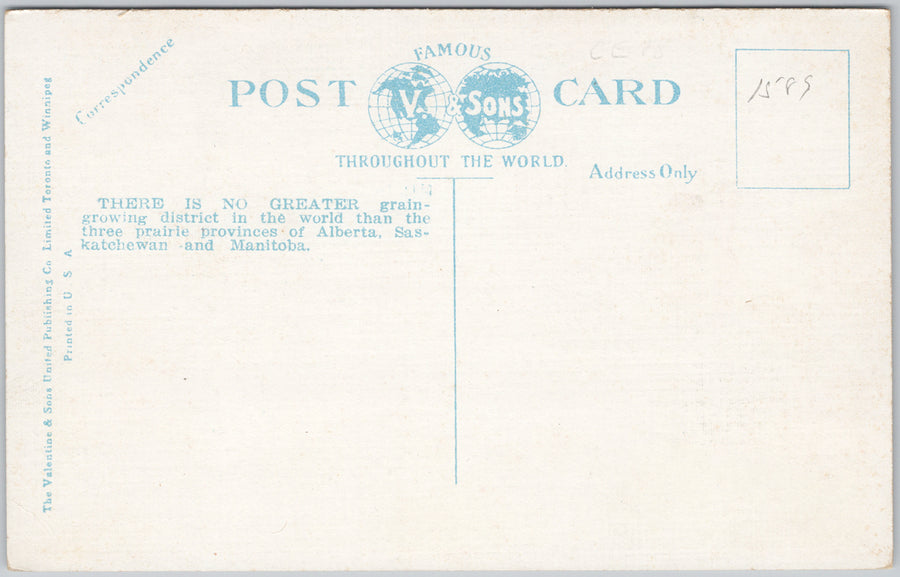 FAMOUS
POST CARD
V. & SONS
THROUGHOUT THE WORLD.
Correspondence
Address Only
THERE IS NO GREATER grain-
growing district in the world than the
three prairie provinces of Alberta, Sas-
katchewan and Manitoba.
The Valentine & Sons United Publishing Co Limited Toronto and Winnipeg
Printed in U S A